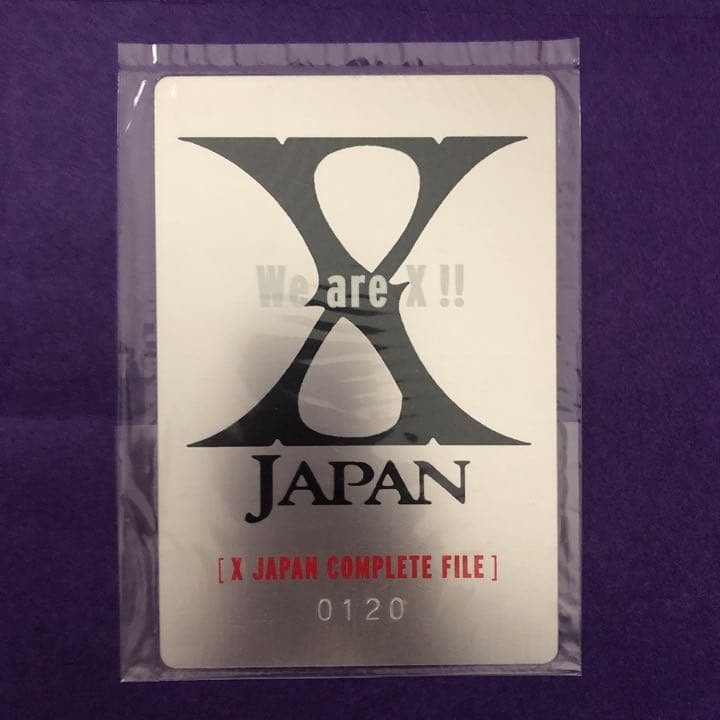 X
We are X !!
JAPAN
[ X JAPAN COMPLETE FILE ]
0120